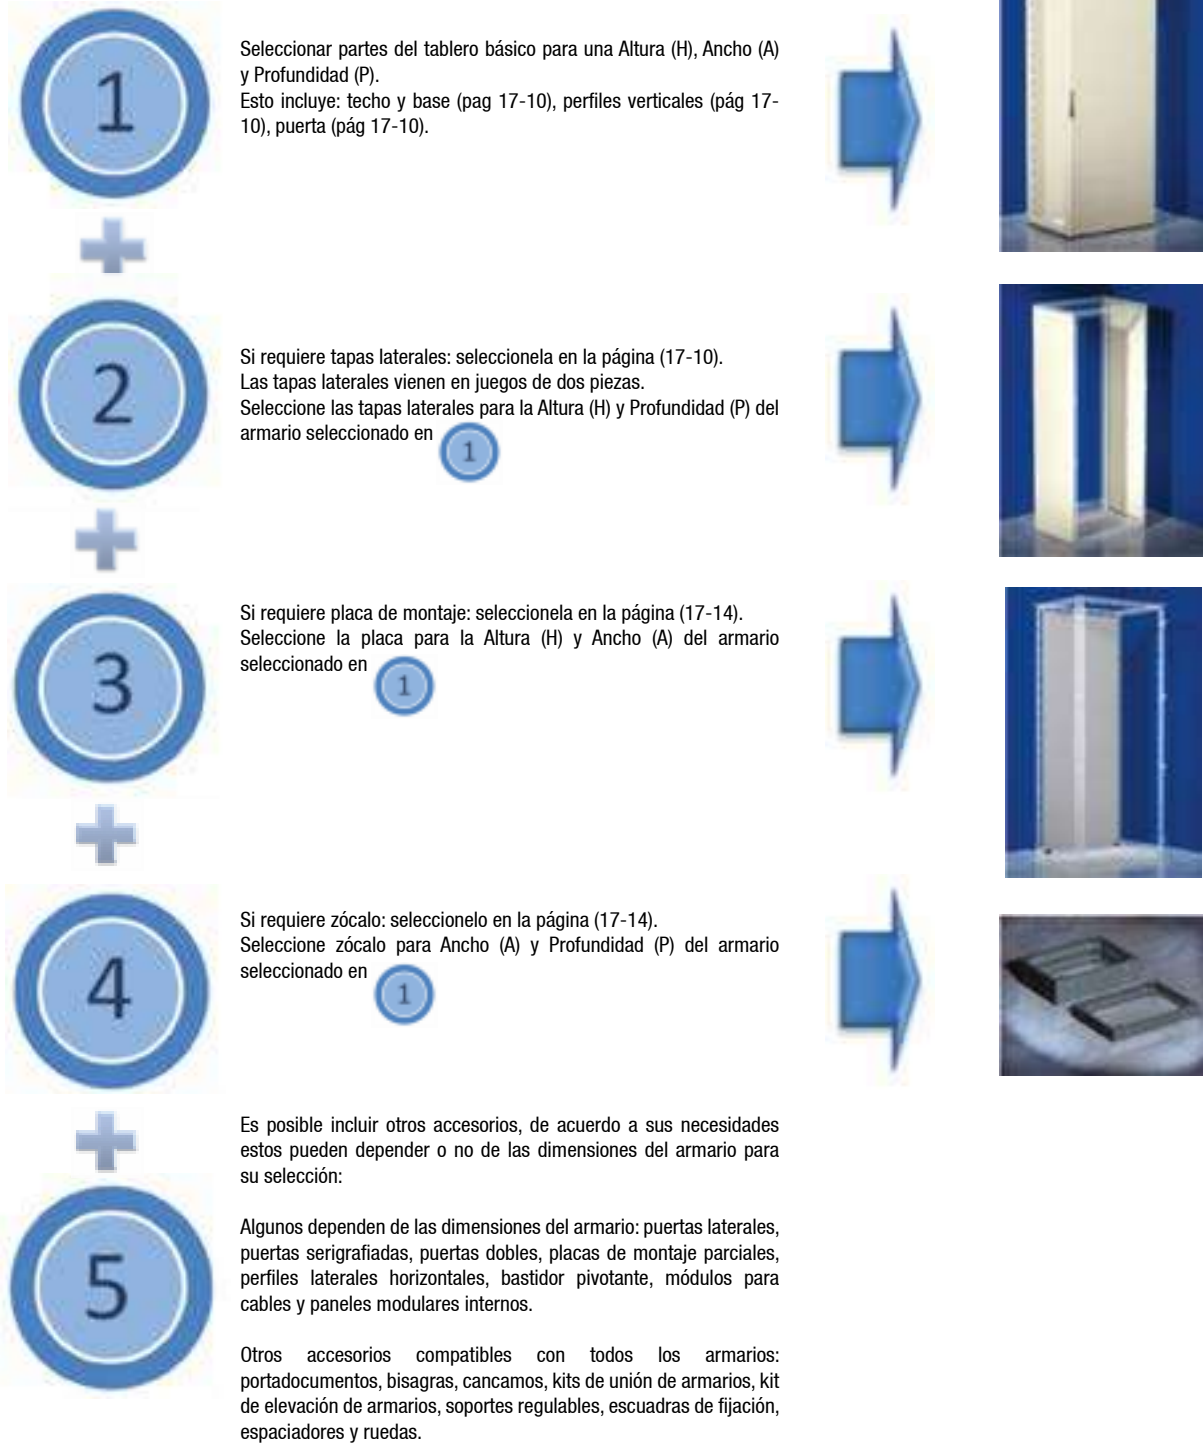 1
Seleccionar partes del tablero básico para una Altura (H), Ancho (A)
y Profundidad (P).
Esto incluye: techo y base (pag 17-10), perfiles verticales (pág 17-
10), puerta (pág 17-10).
2
Si requiere tapas laterales: seleccionela en la página (17-10).
Las tapas laterales vienen en juegos de dos piezas.
Seleccione las tapas laterales para la Altura (H) y Profundidad (P) del
armario seleccionado en 1
3
Si requiere placa de montaje: seleccionela en la página (17-14).
Seleccione la placa para la Altura (H) y Ancho (A) del armario
seleccionado en 1
4
Si requiere zócalo: seleccionelo en la página (17-14).
Seleccione zócalo para Ancho (A) y Profundidad (P) del armario
seleccionado en 1
5
Es posible incluir otros accesorios, de acuerdo a sus necesidades
estos pueden depender o no de las dimensiones del armario para
su selección:
Algunos dependen de las dimensiones del armario: puertas laterales,
puertas serigrafiadas, puertas dobles, placas de montaje parciales,
perfiles laterales horizontales, bastidor pivotante, módulos para
cables y paneles modulares internos.
Otros accesorios compatibles con todos los armarios:
portadocumentos, bisagras, cancamos, kits de unión de armarios, kit
de elevación de armarios, soportes regulables, escuadras de fijación,
espaciadores y ruedas.